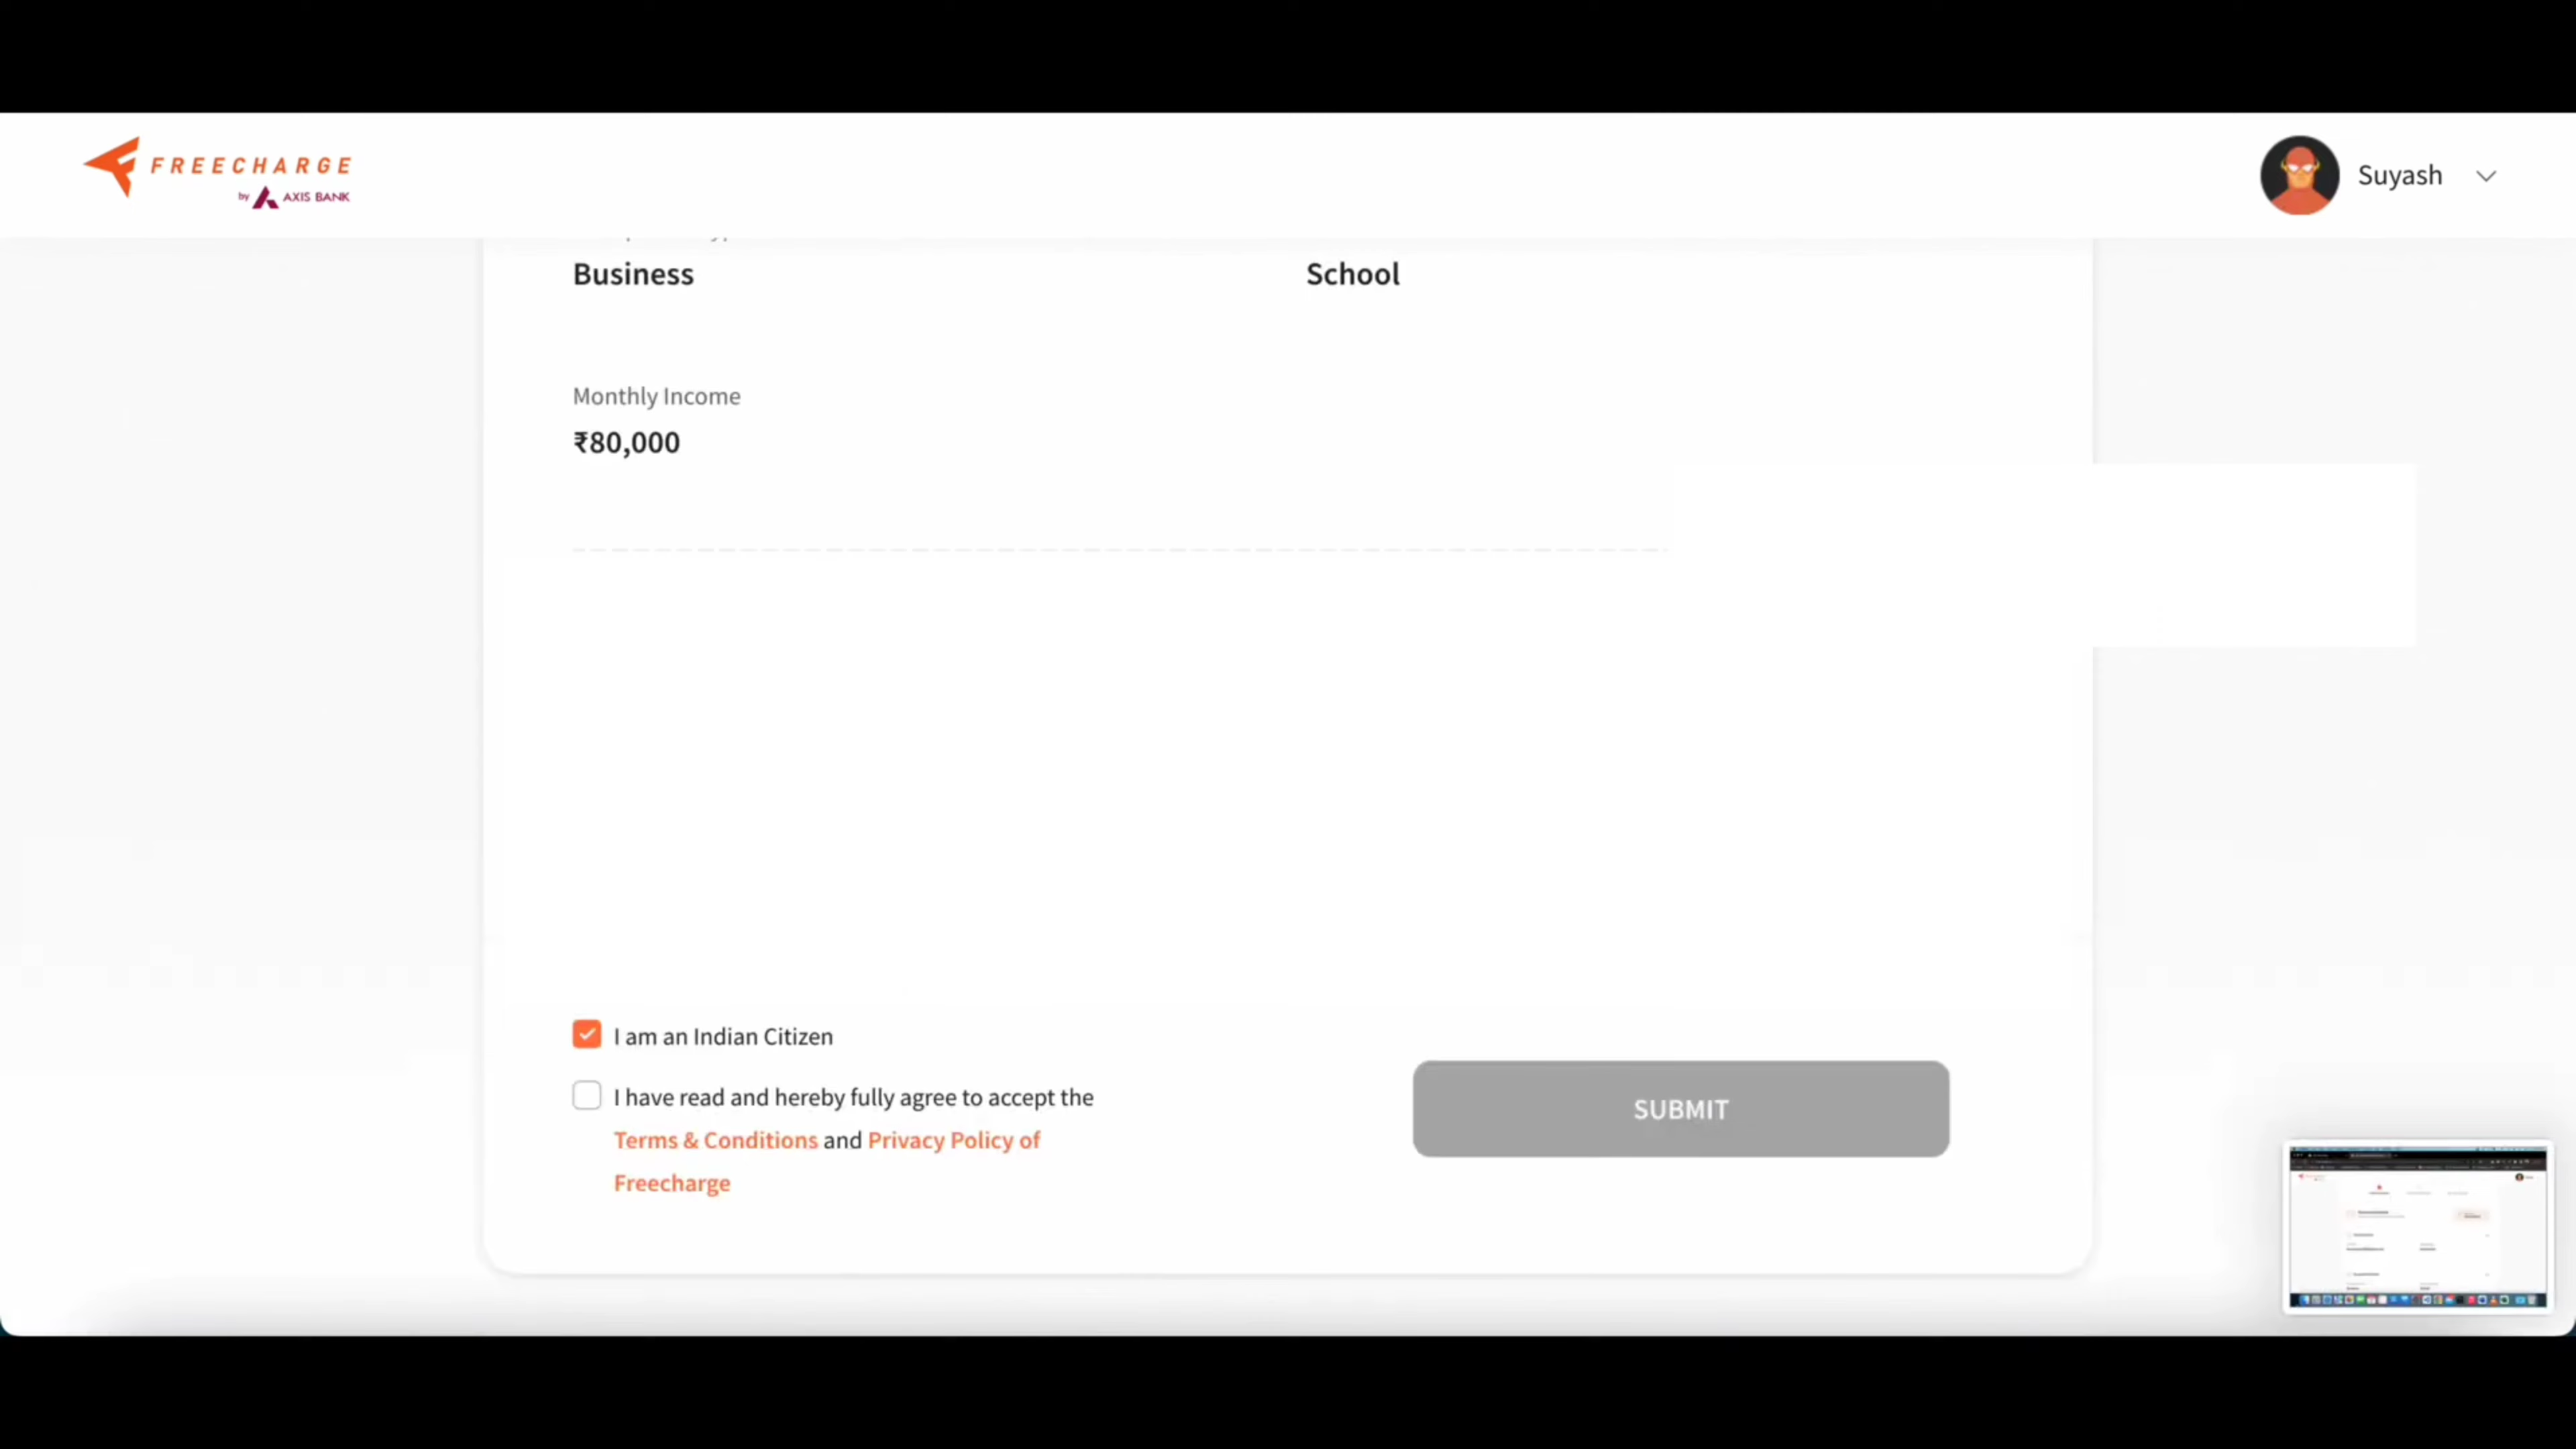 FREECHARGE
by AXIS BANK
Suyash
Business
School
Monthly Income
₹80,000
I am an Indian Citizen
I have read and hereby fully agree to accept the
Terms & Conditions and Privacy Policy of
Freecharge
SUBMIT